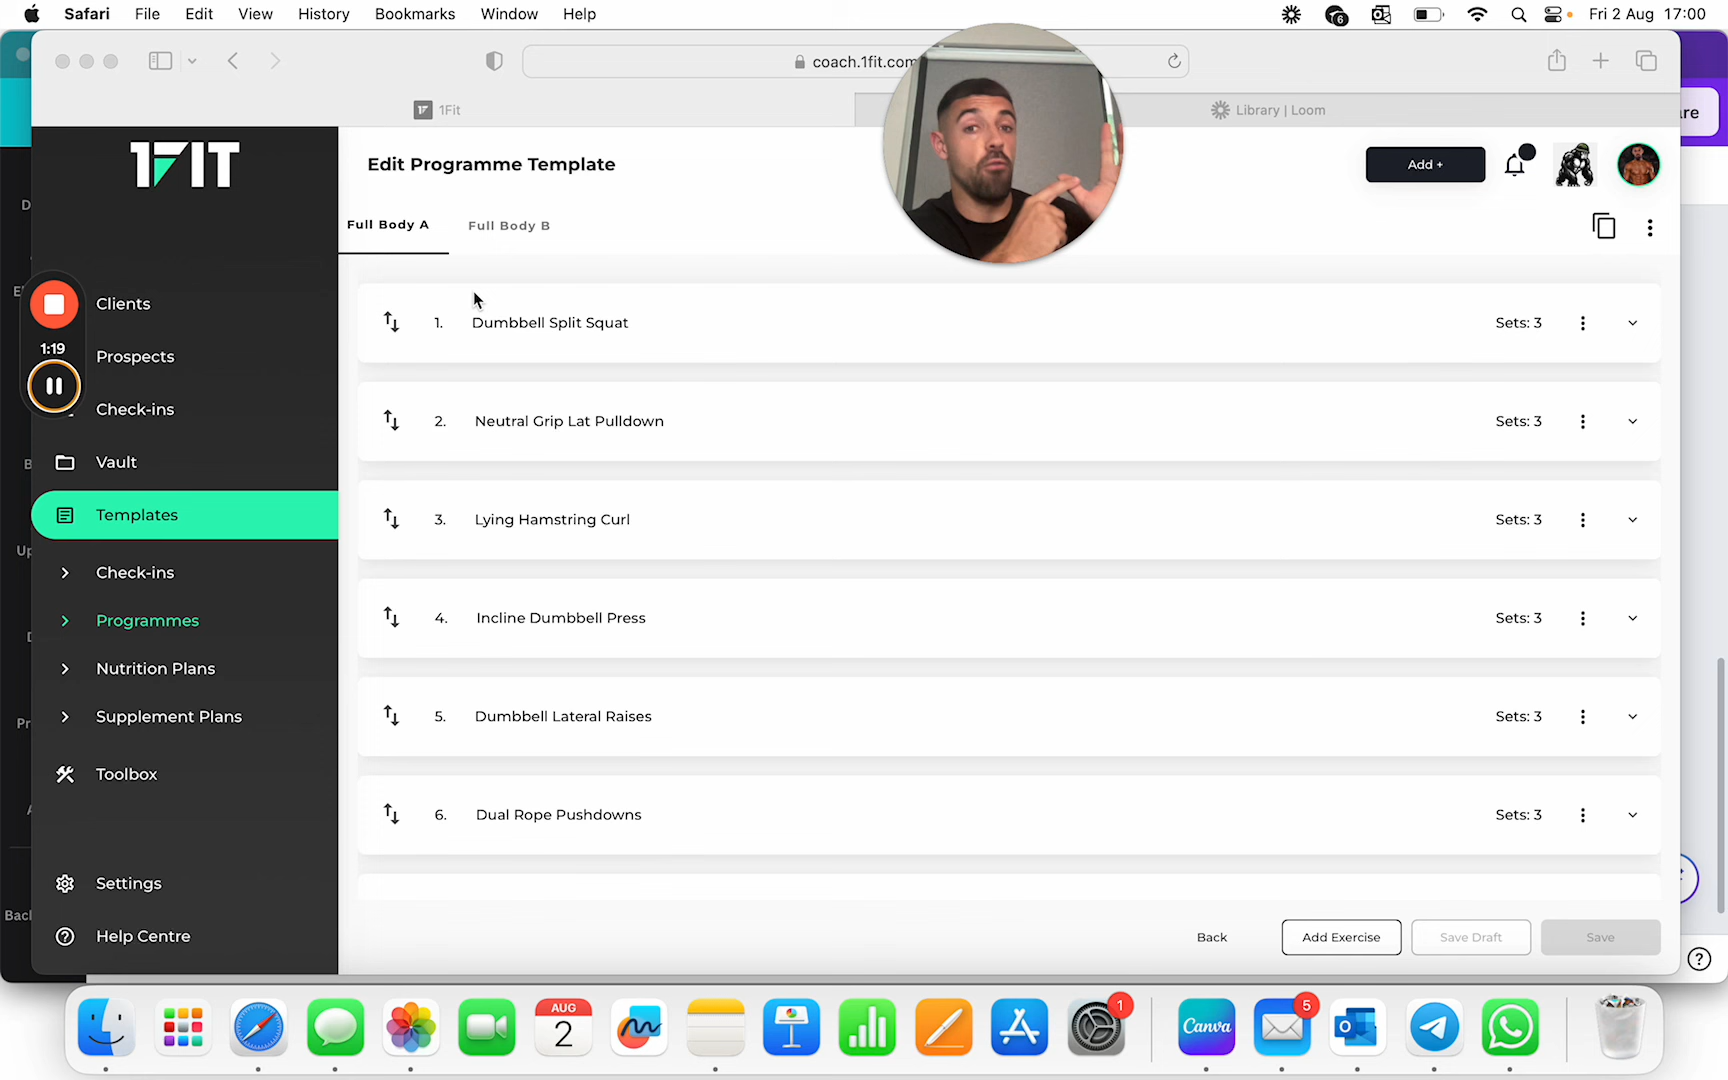 Safari File Edit View History Bookmarks Window Help
6
Fri 2 Aug 17:00
coach.1fit.com
1Fit
Library | Loom
1FIT
Edit Programme Template
Add +
Full Body A
Full Body B
Clients
1:19
Prospects
Check-ins
Vault
Templates
Check-ins
Programmes
Nutrition Plans
Supplement Plans
Toolbox
Settings
Help Centre
1. Dumbbell Split Squat Sets: 3
2. Neutral Grip Lat Pulldown Sets: 3
3. Lying Hamstring Curl Sets: 3
4. Incline Dumbbell Press Sets: 3
5. Dumbbell Lateral Raises Sets: 3
6. Dual Rope Pushdowns Sets: 3
Back
Add Exercise
Save Draft
Save
AUG
2
1
Canva
5